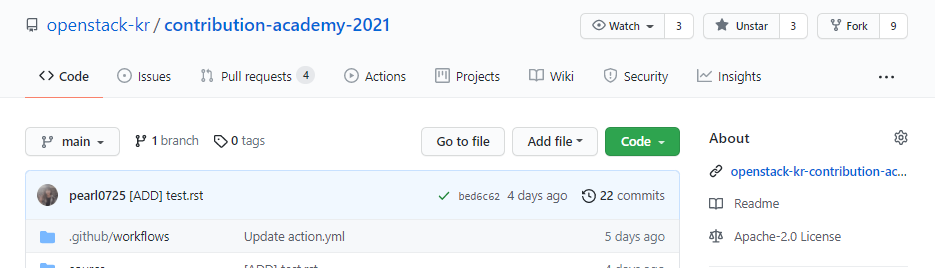 openstack-kr / contribution-academy-2021
Watch 3 Unstar 3 Fork 9
Code Issues Pull requests 4 Actions Projects Wiki Security Insights ...
main 1 branch 0 tags Go to file Add file Code About
pearl0725 [ADD] test.rst bed6c62 4 days ago 22 commits openstack-kr-contribution-ac...
Readme
.github/workflows Update action.yml 5 days ago Apache-2.0 License